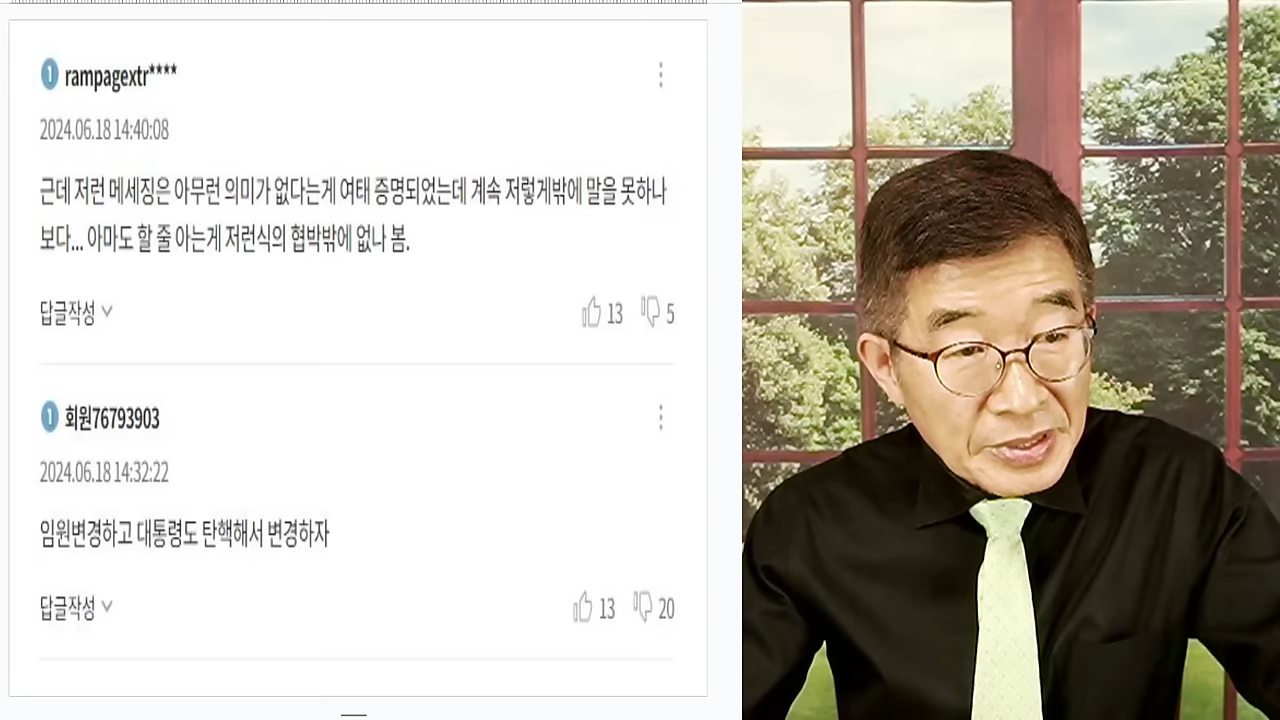 1 rampagextr****
2024.06.18 14:40:08
근데 저런 메세징은 아무런 의미가 없다는게 여태 증명되었는데 계속 저렇게밖에 말을 못하나
보다... 아마도 할 줄 아는게 저런식의 협박밖에 없나 봄.
답글작성 13 5
1 회원76793903
2024.06.18 14:32:22
임원변경하고 대통령도 탄핵해서 변경하자
답글작성 13 20